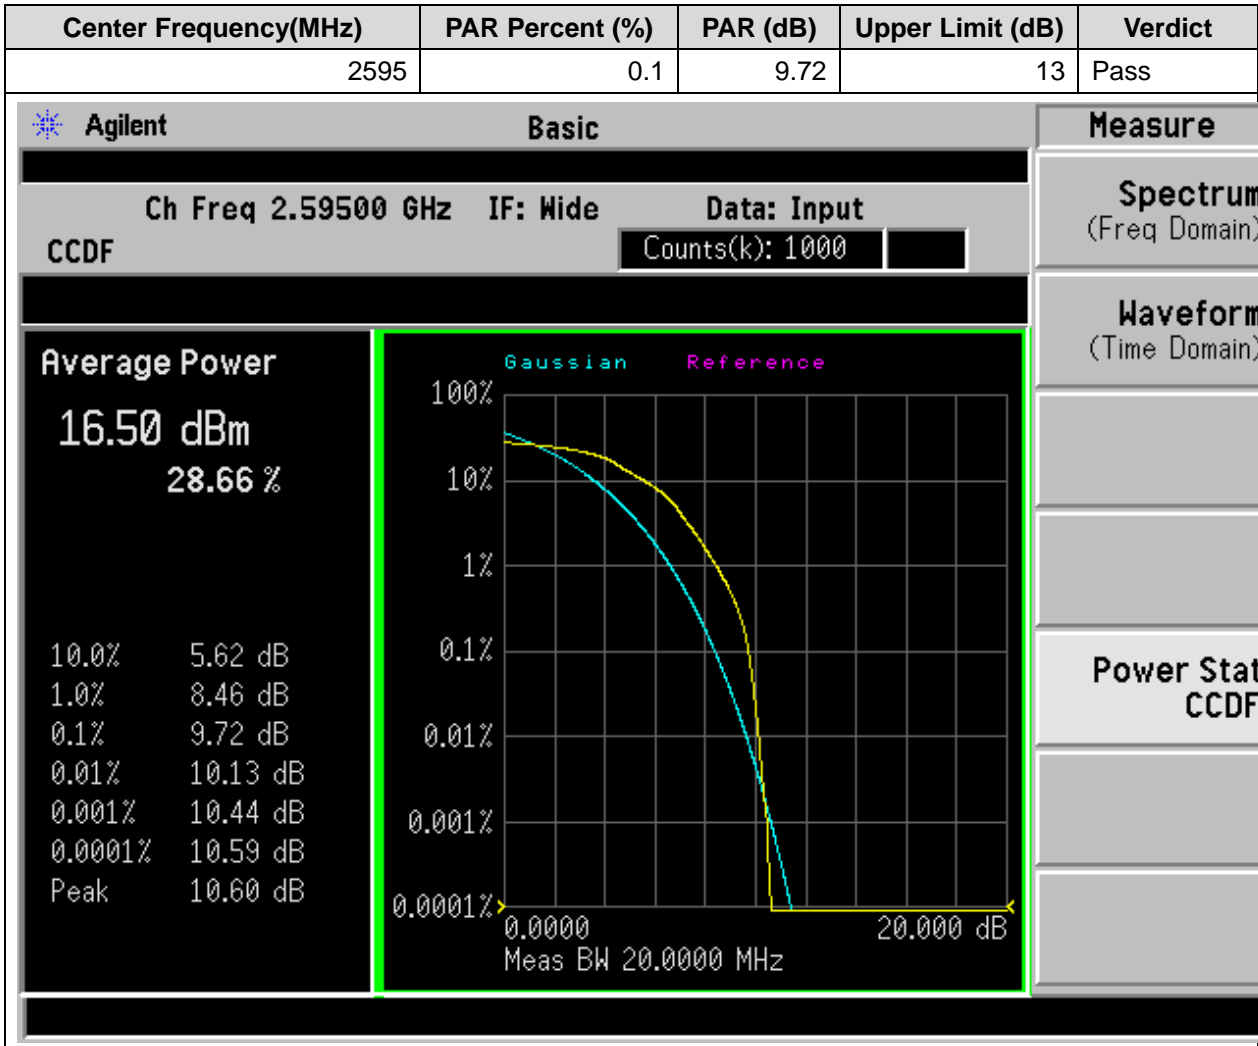 Center Frequency(MHz) PAR Percent (%) PAR (dB) Upper Limit (dB) Verdict
2595 0.1 9.72 13 Pass
Agilent Basic Measure
Ch Freq 2.59500 GHz IF: Wide Data: Input
CCDF Counts(k): 1000
Spectrum
(Freq Domain)
Waveform
(Time Domain)
Power Stat
CCDF
Average Power
16.50 dBm
28.66 %
10.0% 5.62 dB
1.0% 8.46 dB
0.1% 9.72 dB
0.01% 10.13 dB
0.001% 10.44 dB
0.0001% 10.59 dB
Peak 10.60 dB
Gaussian Reference
100%
10%
1%
0.1%
0.01%
0.001%
0.0001%
0.0000 20.000 dB
Meas BW 20.0000 MHz